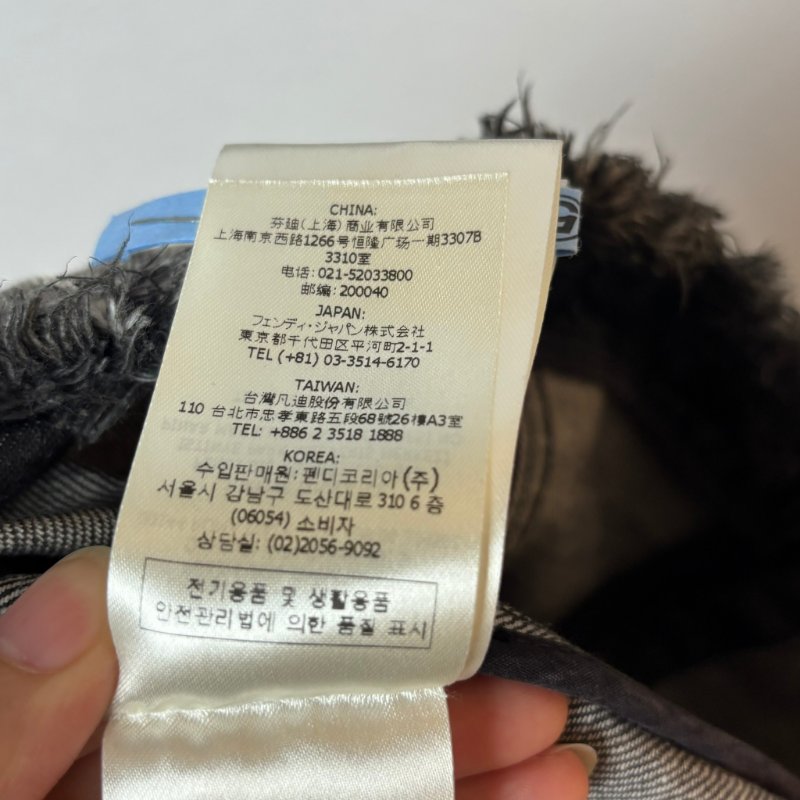 CHINA:
芬迪(上海)商业有限公司
上海南京西路1266号恒隆广场一期3307B
3310室
电话: 021-52033800
邮编: 200040
JAPAN:
フェンディ・ジャパン株式会社
東京都千代田区平河町2-1-1
TEL (+81) 03-3514-6170
TAIWAN:
台灣凡迪股份有限公司
110 台北市忠孝東路五段68號26樓A3室
TEL: +886 2 3518 1888
KOREA:
수입판매원: 펜디코리아(주)
서울시 강남구 도산대로 310 6 층
(06054) 소비자
상담실: (02)2056-9092
전기용품 및 생활용품
안전관리법에 의한 품질 표시